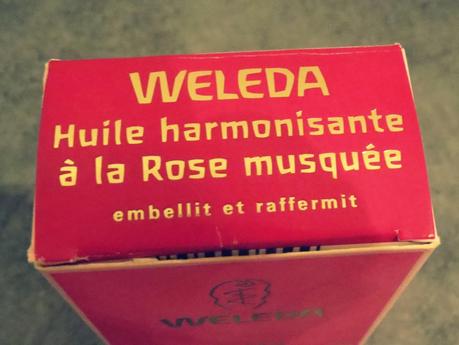 WELEDA
Huile harmonisante
à la Rose musquée
embellit et raffermit
WELEDA